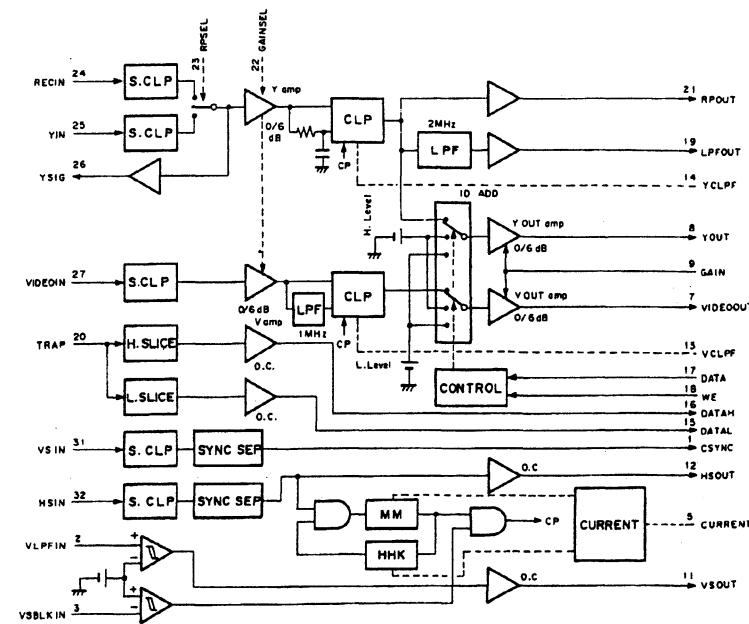 23 RPSEL
22 GAINSEL
RECIN 24
S.CLP
Y amp
0/6 dB
CLP
CP
21 RPOUT
YIN 25
S.CLP
2MHz
LPF
19 LPFOUT
YSIG 26
14 YCLPF
ID ADD
H. Level
Y OUT amp
0/6dB
8 YOUT
9 GAIN
VIDEOIN 27
S.CLP
0/6dB
V amp
LPF
1MHz
CLP
CP
V OUT amp
0/6dB
7 VIDEOOUT
TRAP 20
H.SLICE
O.C.
L.Level
13 VCLPF
CONTROL
17 DATA
18 WE
16 DATAH
L.SLICE
O.C.
15 DATAL
VSIN 31
S. CLP
SYNC SEP
1 CSYNC
HSIN 32
S. CLP
SYNC SEP
O.C
12 HSOUT
MM
HHK
CP
CURRENT
5 CURRENT
VLPFIN 2
+
-
O.C
11 VSOUT
VSBLKIN 3
+
-